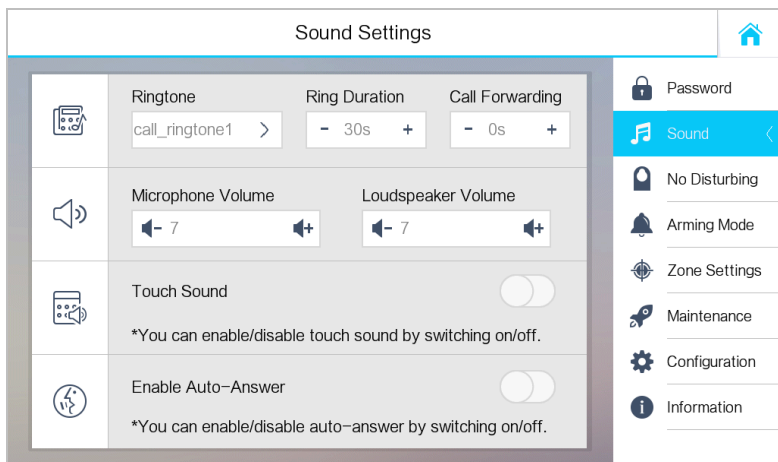 Sound Settings
Ringtone
Ring Duration
Call Forwarding
call_ringtone1 >
- 30s +
- 0s +
Microphone Volume
Loudspeaker Volume
- 7 +
- 7 +
Touch Sound
*You can enable/disable touch sound by switching on/off.
Enable Auto-Answer
*You can enable/disable auto-answer by switching on/off.
Password
Sound
No Disturbing
Arming Mode
Zone Settings
Maintenance
Configuration
Information